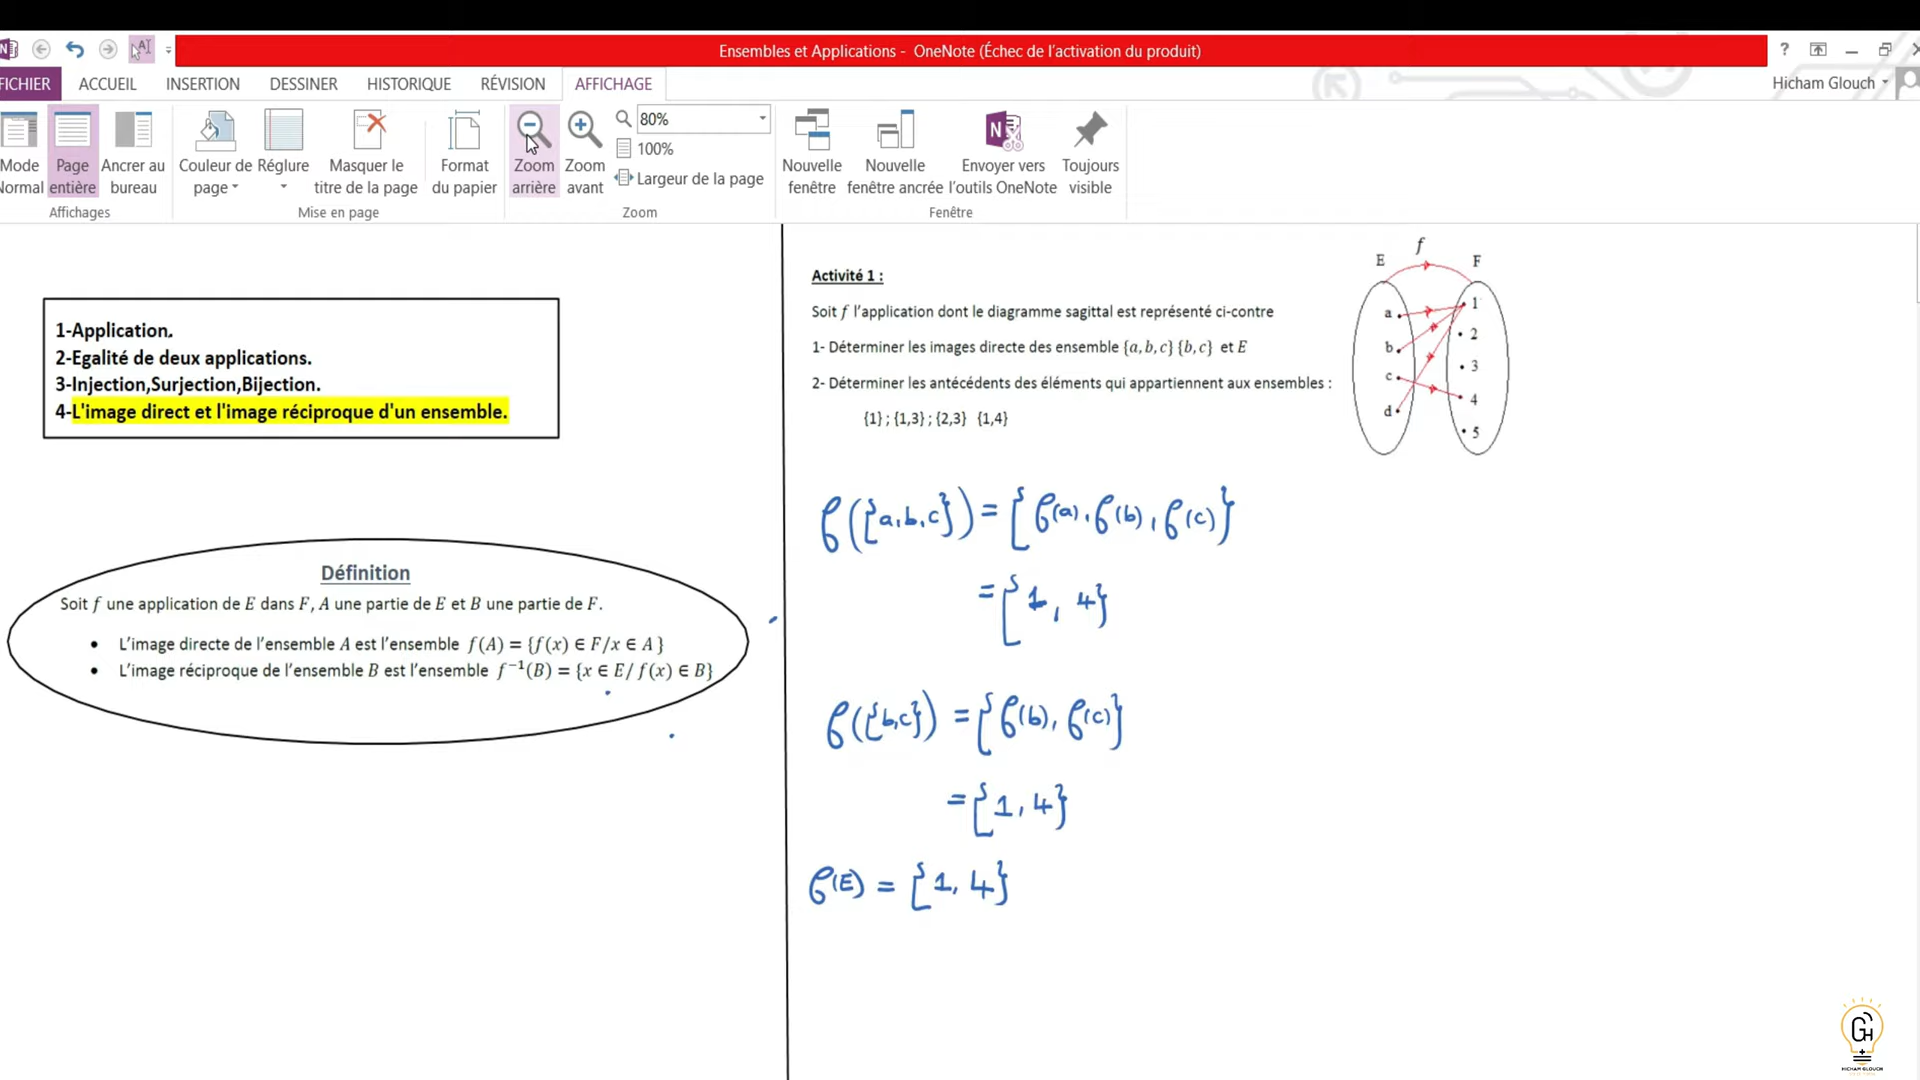 Ensembles et Applications - OneNote (Échec de l'activation du produit)
FICHIER ACCUEIL INSERTION DESSINER HISTORIQUE RÉVISION AFFICHAGE
Hicham Glouch
Mode Normal
Page entière
Ancrer au bureau
Affichages
Couleur de page
Réglure
Masquer le titre de la page
Format du papier
Mise en page
Zoom arrière
Zoom avant
80%
100%
Largeur de la page
Zoom
Nouvelle fenêtre
Nouvelle fenêtre ancrée
Envoyer vers l'outils OneNote
Toujours visible
Fenêtre
1-Application.
2-Egalité de deux applications.
3-Injection,Surjection,Bijection.
4-L'image direct et l'image réciproque d'un ensemble.
Définition
Soit f une application de E dans F, A une partie de E et B une partie de F.
• L'image directe de l'ensemble A est l'ensemble f(A) = {f(x) ∈ F/x ∈ A }
• L'image réciproque de l'ensemble B est l'ensemble f⁻¹(B) = {x ∈ E/ f(x) ∈ B}
Activité 1 :
Soit f l'application dont le diagramme sagittal est représenté ci-contre
1- Déterminer les images directe des ensemble {a, b, c} {b, c} et E
2- Déterminer les antécédents des éléments qui appartiennent aux ensembles :
{1} ; {1,3} ; {2,3} {1,4}
f
E F
a
b
c
d
1
2
3
4
5
f({a,b,c}) = {f(a), f(b), f(c)}
= {1, 4}
f({b,c}) = {f(b), f(c)}
= {1, 4}
f(E) = {1, 4}
GH
HICHAM GLOUCH